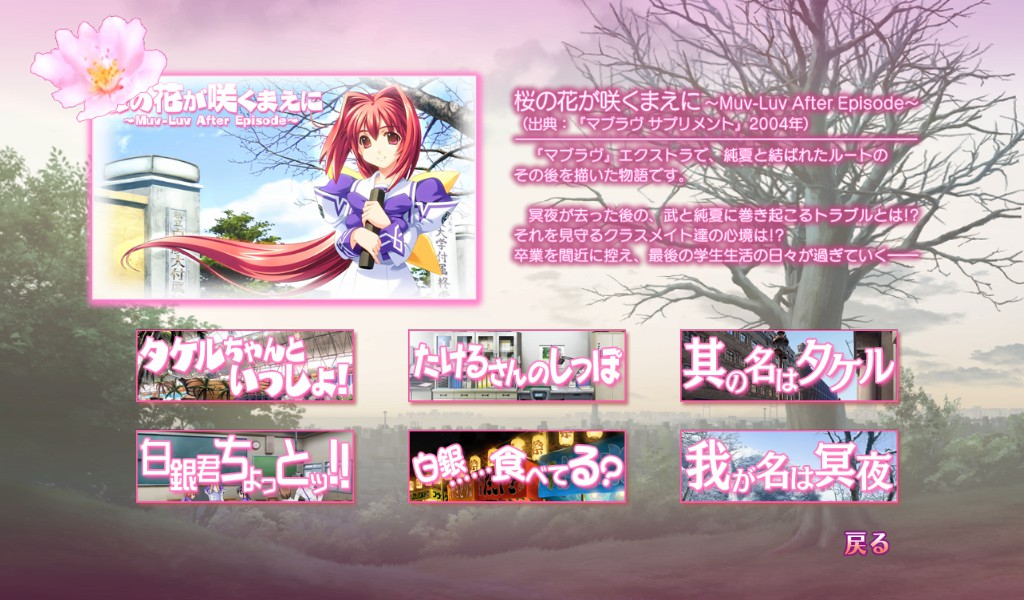 の花が咲くまえに
～Muv-Luv After Episode～
大学付属柊
桜の花が咲くまえに ～Muv-Luv After Episode～
（出典：『マブラヴ サプリメント』2004年）
『マブラヴ』エクストラで、純夏と結ばれたルートの
その後を描いた物語です。
冥夜が去った後の、武と純夏に巻き起こるトラブルとは!?
それを見守るクラスメイト達の心境は!?
卒業を間近に控え、最後の学生生活の日々が過ぎていく――
タケルちゃんと
いっしょ!
たけるさんのしっぽ
其の名はタケル
白銀君ちょっとッ!!
白銀……食べてる?
我が名は冥夜
戻る